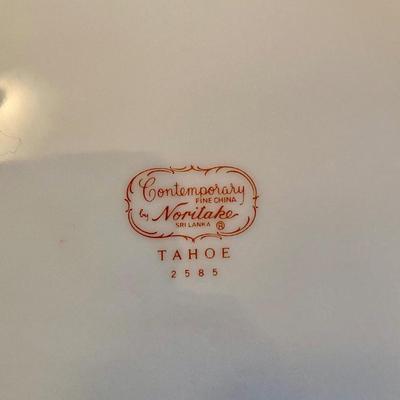 Contemporary
FINE CHINA
by Noritake
SRI LANKA ®
TAHOE
2585